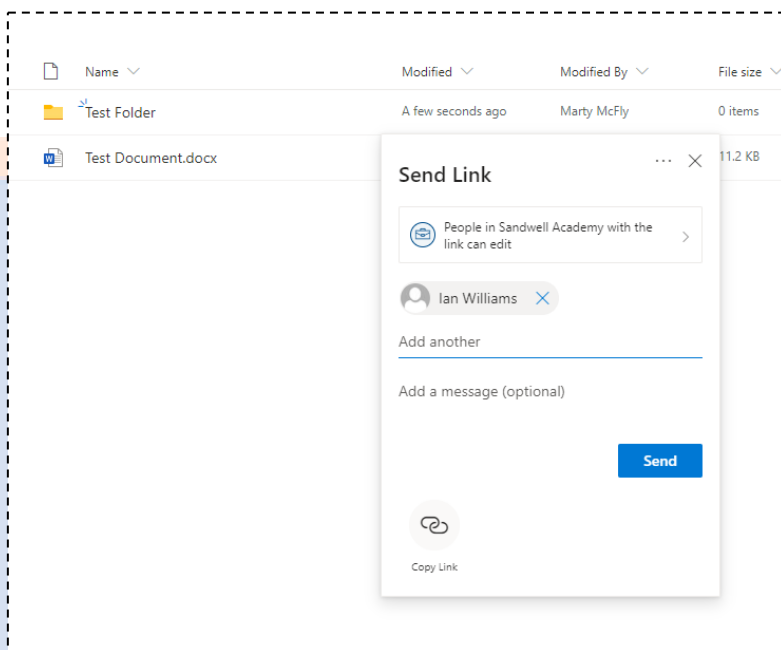 Name Modified Modified By File size
Test Folder A few seconds ago Marty McFly 0 items
Test Document.docx 11.2 KB
Send Link
People in Sandwell Academy with the
link can edit
Ian Williams
Add another
Add a message (optional)
Send
Copy Link